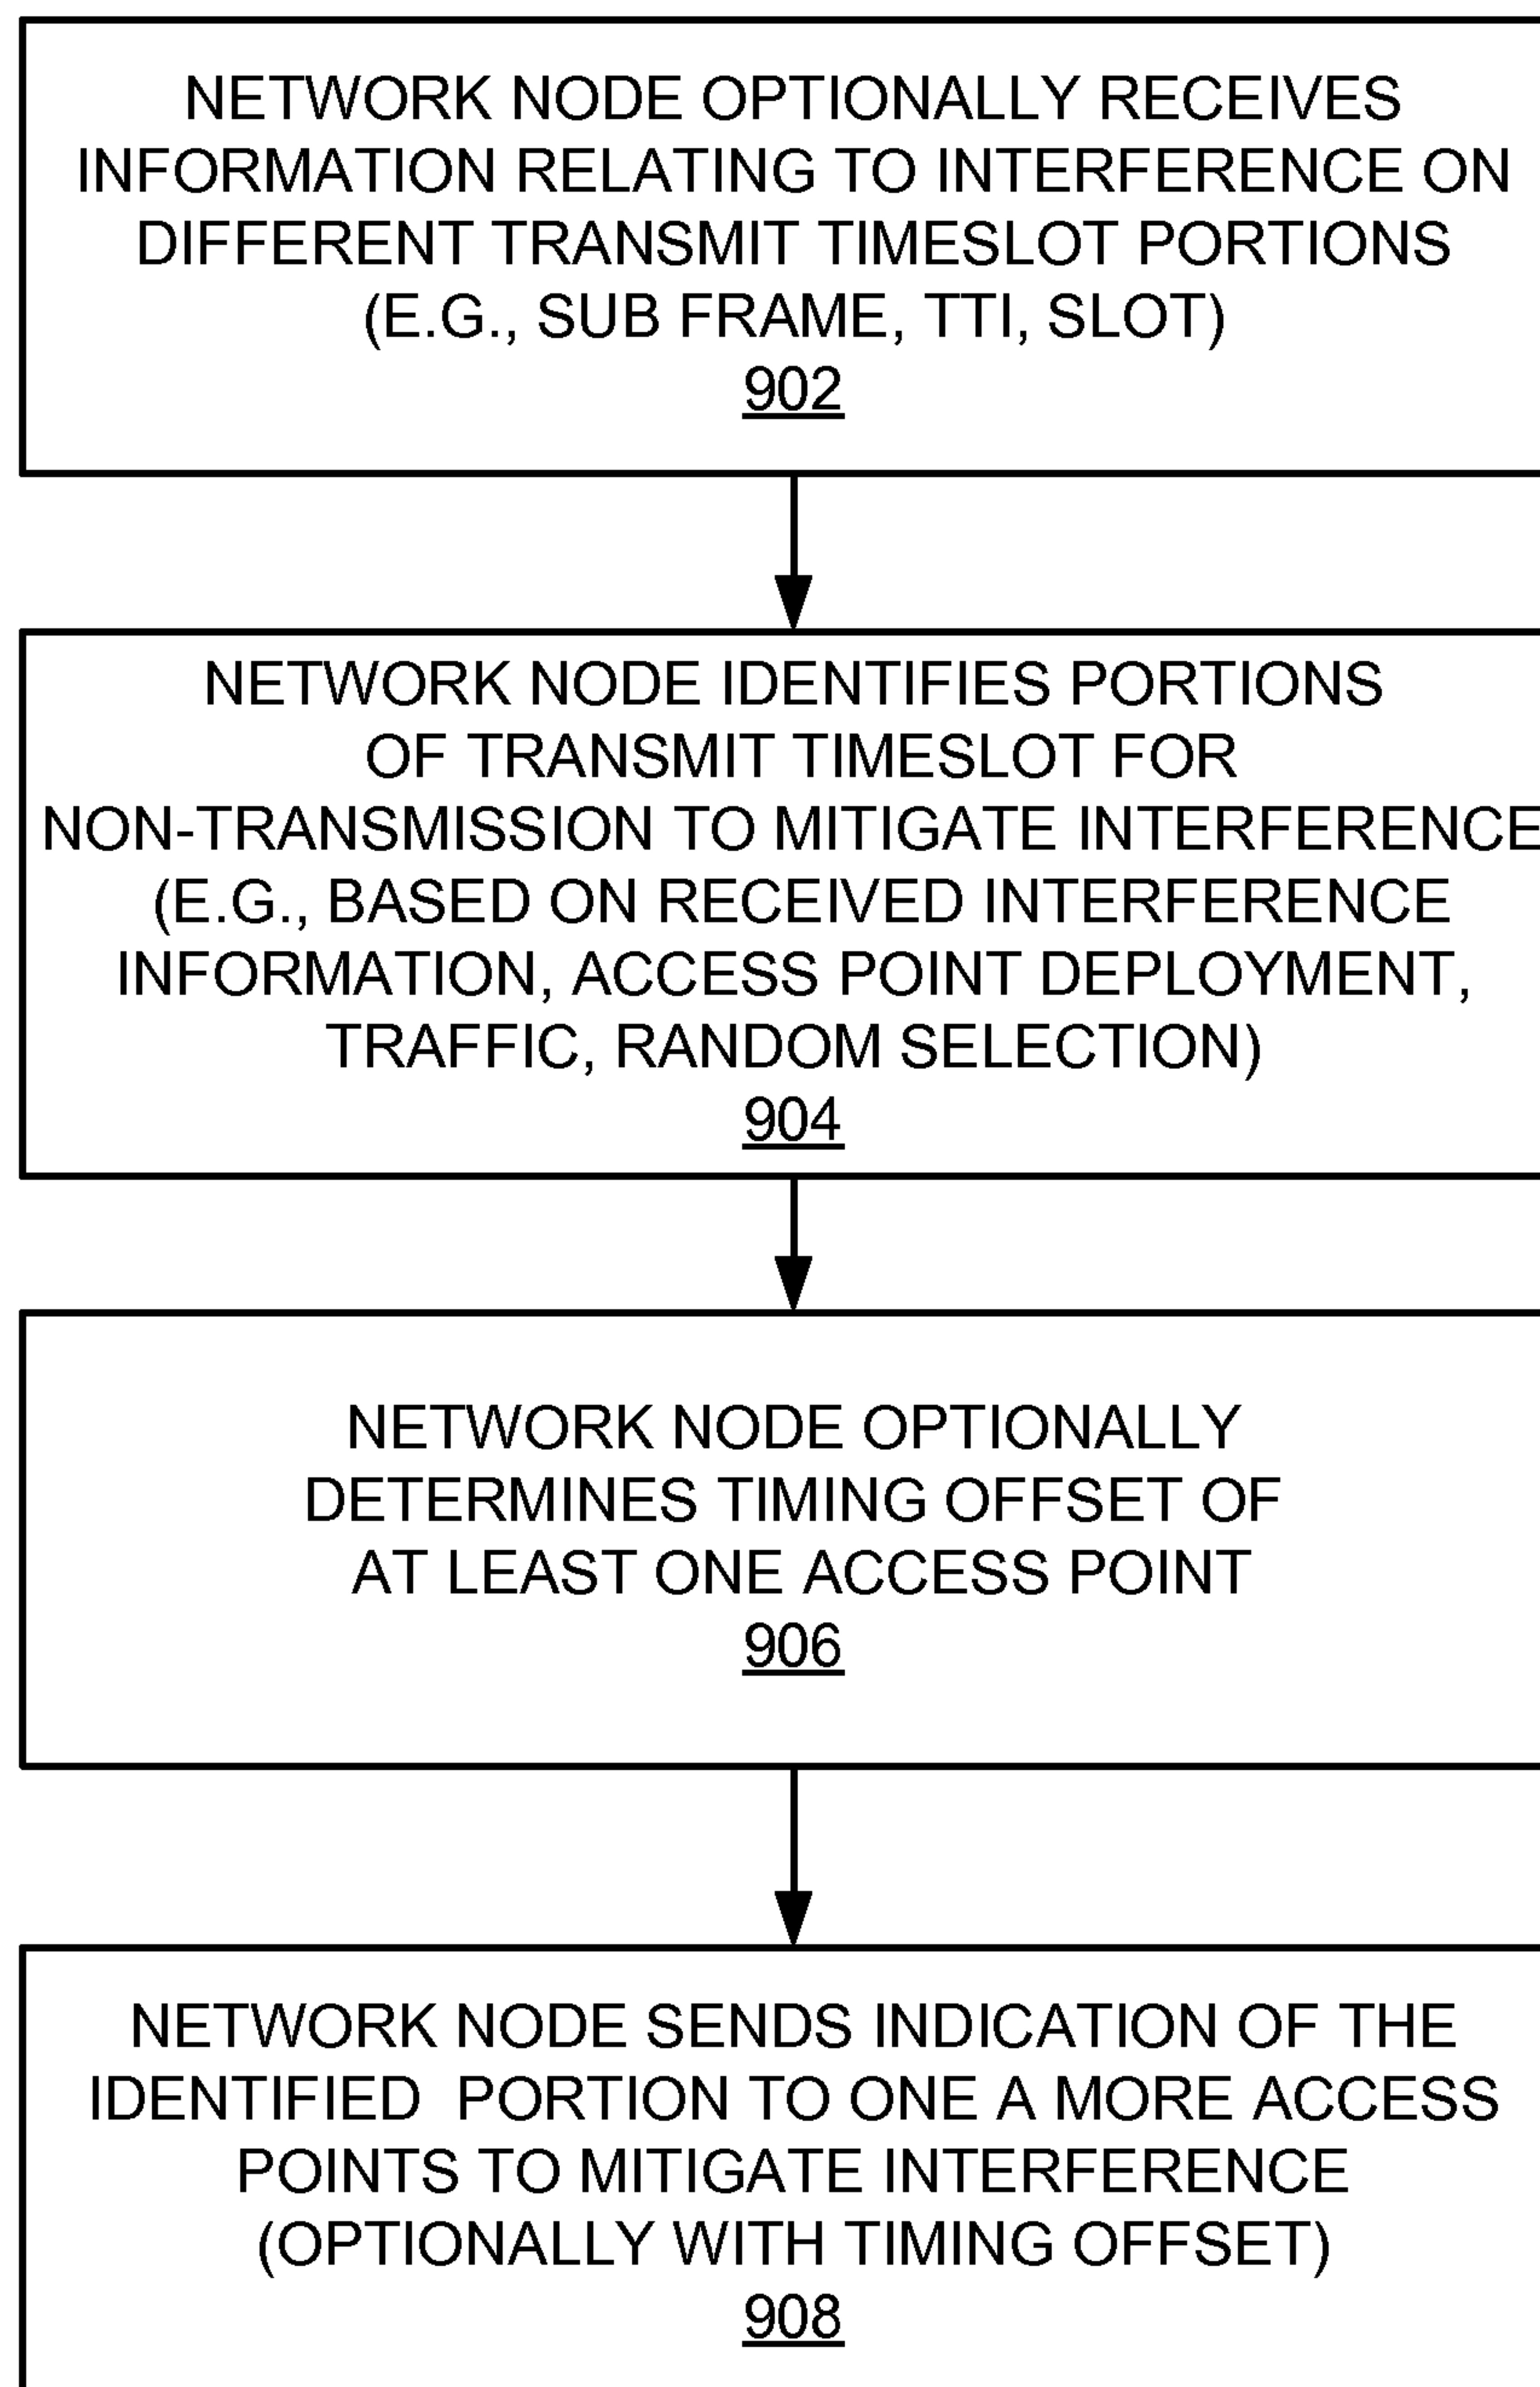 NETWORK NODE OPTIONALLY RECEIVES
INFORMATION RELATING TO INTERFERENCE ON
DIFFERENT TRANSMIT TIMESLOT PORTIONS
(E.G., SUB FRAME, TTI, SLOT)
902
NETWORK NODE IDENTIFIES PORTIONS
OF TRANSMIT TIMESLOT FOR
NON-TRANSMISSION TO MITIGATE INTERFERENCE
(E.G., BASED ON RECEIVED INTERFERENCE
INFORMATION, ACCESS POINT DEPLOYMENT,
TRAFFIC, RANDOM SELECTION)
904
NETWORK NODE OPTIONALLY
DETERMINES TIMING OFFSET OF
AT LEAST ONE ACCESS POINT
906
NETWORK NODE SENDS INDICATION OF THE
IDENTIFIED PORTION TO ONE A MORE ACCESS
POINTS TO MITIGATE INTERFERENCE
(OPTIONALLY WITH TIMING OFFSET)
908